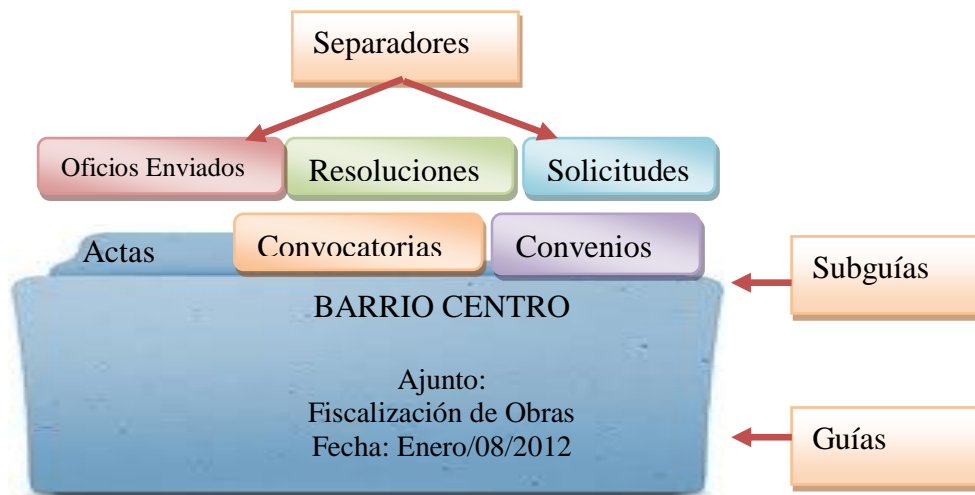 Separadores
Oficios Enviados
Resoluciones
Solicitudes
Actas
Convocatorias
Convenios
Subguías
BARRIO CENTRO
Ajunto:
Fiscalización de Obras
Fecha: Enero/08/2012
Guías